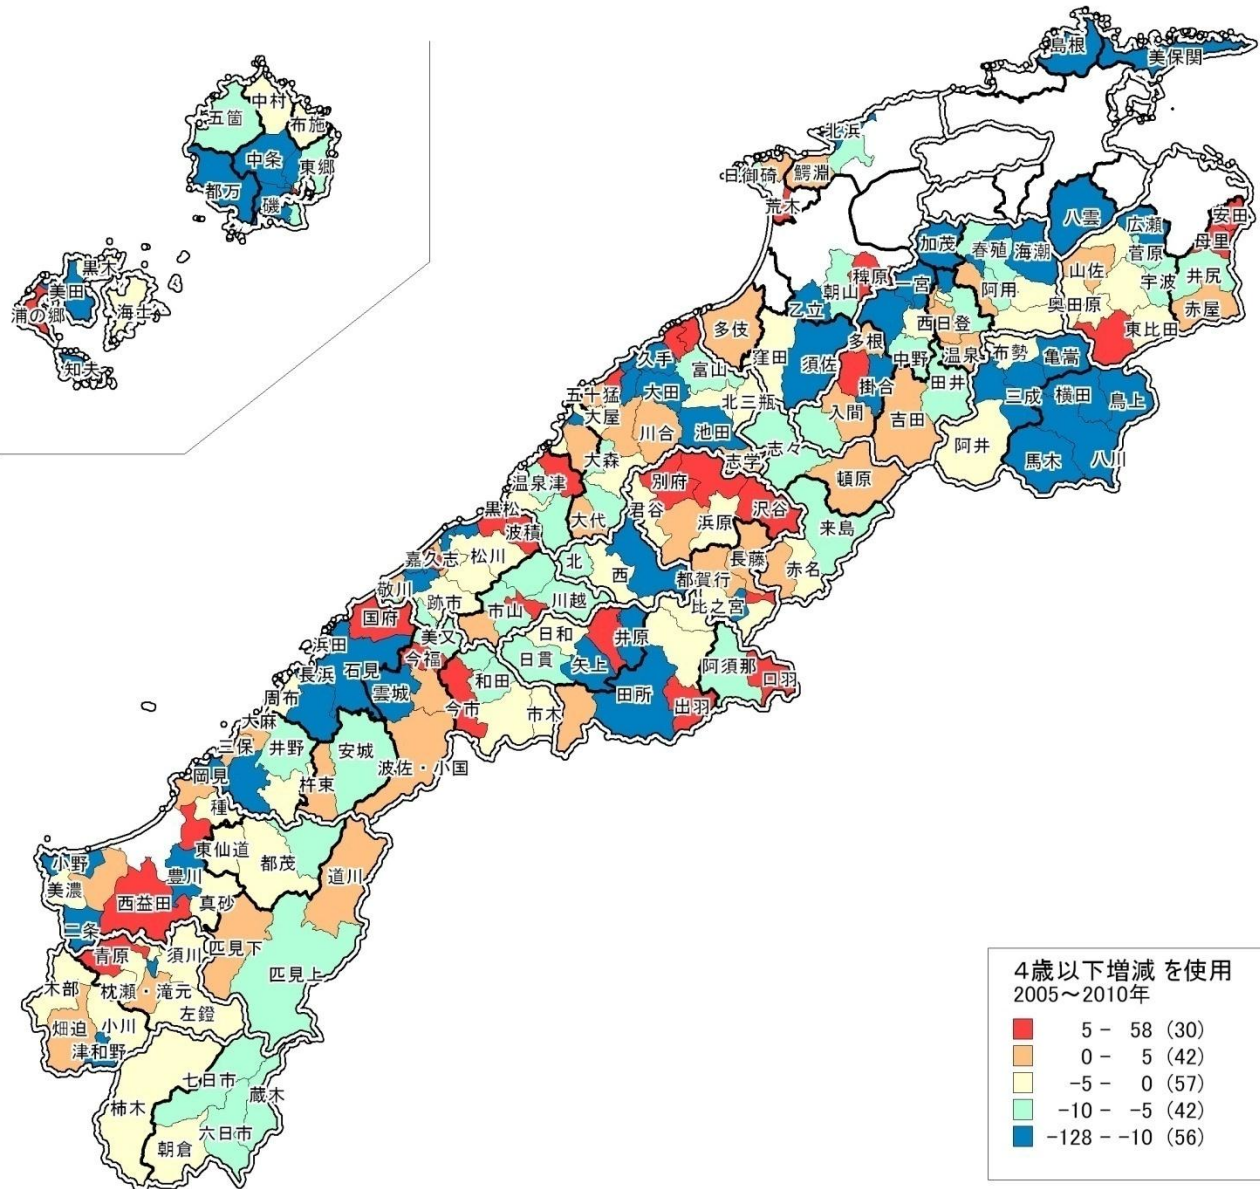 島根
美保関
中村
五箇
布施
中条
東郷
都万
磯
黒木
美田
浦の郷
海士
知夫
北浜
日御碕
鰐淵
荒木
八雲
広瀬
安田
母里
加茂
春殖
海潮
菅原
山佐
宇波
井尻
稗原
朝山
一宮
阿用
乙立
奥田原
赤屋
西日登
東比田
多伎
窪田
多根
須佐
中野
温泉
布勢
亀嵩
久手
富山
掛合
田井
三成
横田
鳥上
五十猛
大田
北三瓶
入間
吉田
大屋
川合
池田
志々
阿井
馬木
八川
大森
志学
頓原
温泉津
別府
沢谷
君谷
黒松
大代
浜原
来島
波積
嘉久志
松川
北
西
長藤
赤名
都賀行
敬川
跡市
川越
比之宮
市山
国府
美又
日和
井原
浜田
今福
日貫
矢上
阿須那
口羽
石見
長浜
雲城
和田
田所
出羽
周布
今市
市木
大麻
三保
井野
安城
波佐・小国
岡見
杵束
種
東仙道
都茂
道川
小野
豊川
美濃
西益田
真砂
二条
匹見下
青原
須川
匹見上
木部
枕瀬・滝元
左鐙
畑迫
小川
津和野
七日市
蔵木
柿木
六日市
朝倉
4歳以下増減 を使用
2005～2010年
5 - 58 (30)
0 - 5 (42)
-5 - 0 (57)
-10 - -5 (42)
-128 - -10 (56)